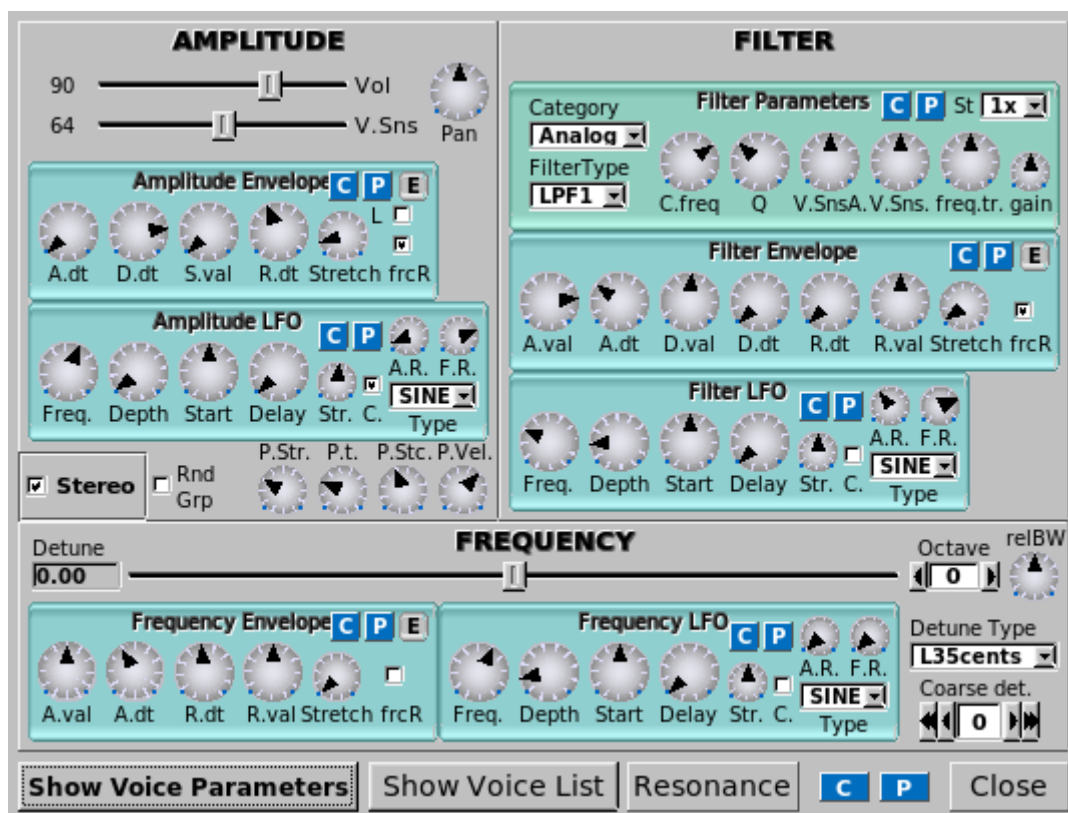 AMPLITUDE
90 Vol
64 V.Sns
Pan
Amplitude Envelope C P E
L
A.dt D.dt S.val R.dt Stretch frcR
Amplitude LFO C P
A.R. F.R.
SINE
Freq. Depth Start Delay Str. C. Type
P.Str. P.t. P.Stc. P.Vel.
Stereo Rnd Grp
FILTER
Category
Filter Parameters C P St 1x
Analog
FilterType
LPF1
C.freq Q V.SnsA. V.Sns. freq.tr. gain
Filter Envelope C P E
A.val A.dt D.val D.dt R.dt R.val Stretch frcR
Filter LFO C P
A.R. F.R.
SINE
Freq. Depth Start Delay Str. C. Type
FREQUENCY
Detune
0.00
Octave relBW
0
Frequency Envelope C P E
A.val A.dt R.dt R.val Stretch frcR
Frequency LFO C P
A.R. F.R.
SINE
Freq. Depth Start Delay Str. C. Type
Detune Type
L35cents
Coarse det.
0
Show Voice Parameters Show Voice List Resonance C P Close